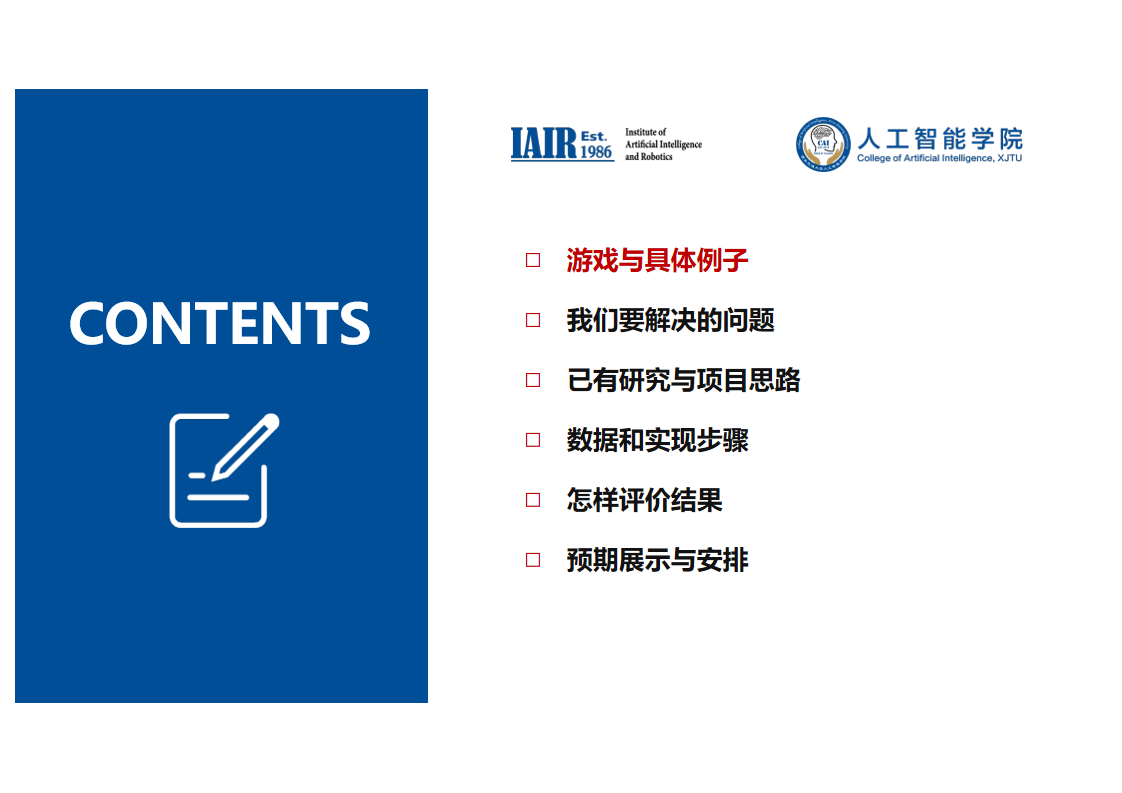 CONTENTS
IAIR Est. 1986
Institute of
Artificial Intelligence
and Robotics
CAI
人工智能学院
College of Artificial Intelligence, XJTU
游戏与具体例子
我们要解决的问题
已有研究与项目思路
数据和实现步骤
怎样评价结果
预期展示与安排